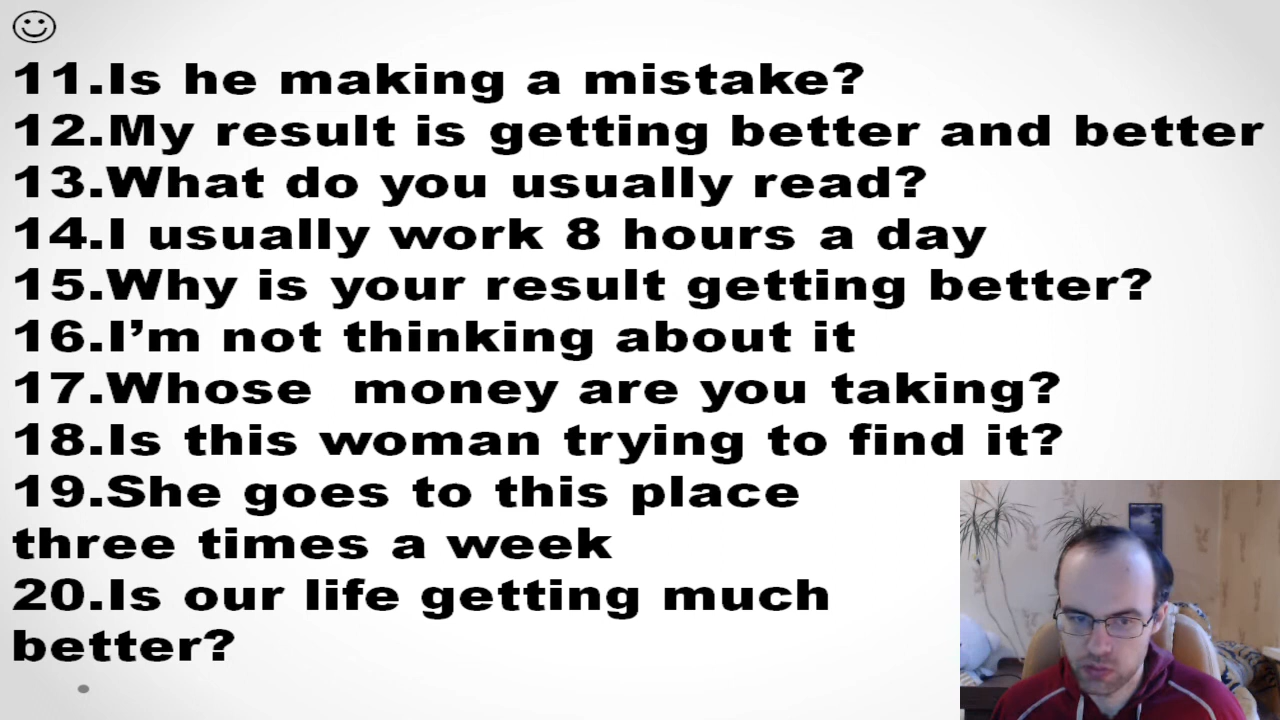 11.Is he making a mistake?
12.My result is getting better and better
13.What do you usually read?
14.I usually work 8 hours a day
15.Why is your result getting better?
16.I’m not thinking about it
17.Whose  money are you taking?
18.Is this woman trying to find it?
19.She goes to this place
three times a week
20.Is our life getting much
better?